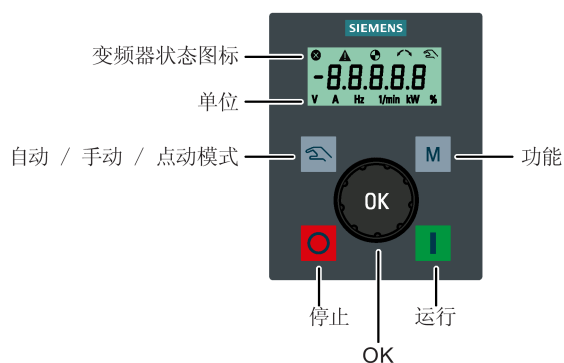 SIEMENS
变频器状态图标
-8.8.8.8.8
单位
V A Hz 1/min kW %
自动 / 手动 / 点动模式
M
功能
OK
停止
运行
OK